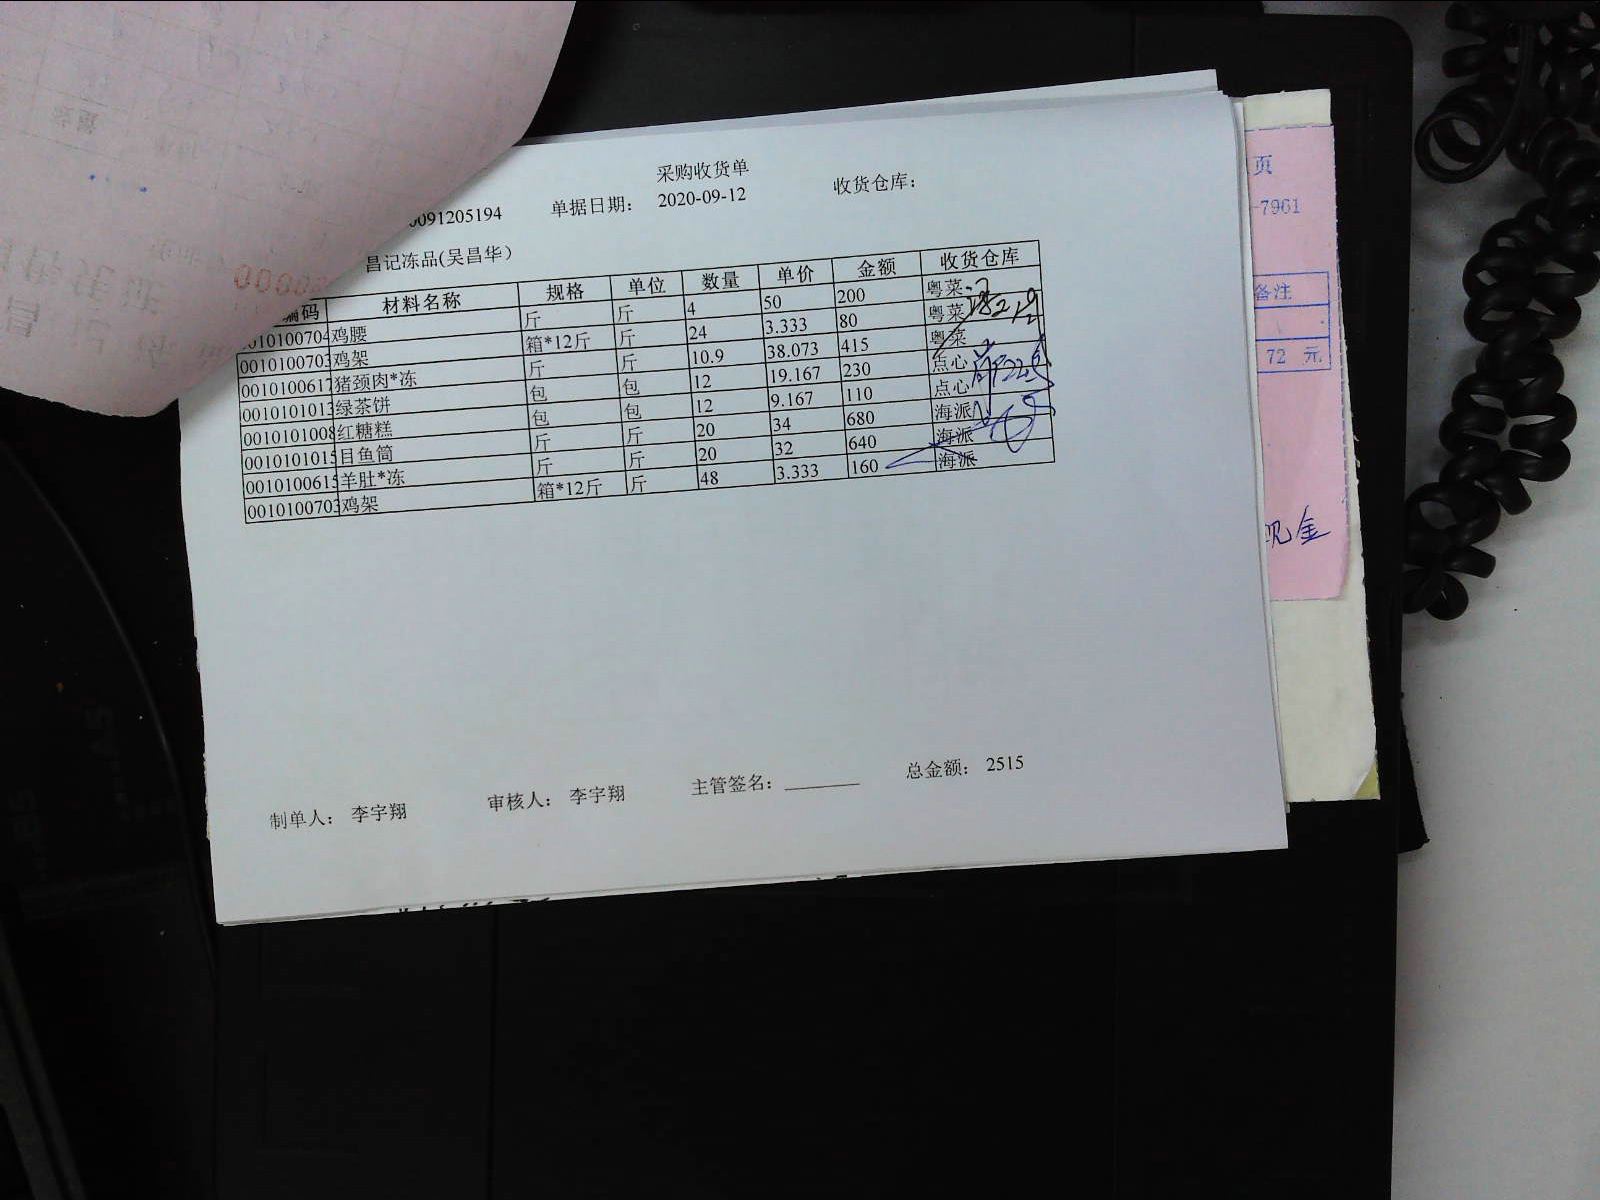 采购收货单
0091205194 单据日期： 2020-09-12 收货仓库：
昌记冻品(吴昌华)
编码 材料名称 规格 单位 数量 单价 金额 收货仓库
0010100704 鸡腰 斤 斤 4 50 200 粤菜
0010100703 鸡架 箱*12斤 斤 24 3.333 80 粤菜
0010100617 猪颈肉*冻 斤 斤 10.9 38.073 415 粤菜
0010101013 绿茶饼 包 包 12 19.167 230 点心
0010101008 红糖糕 包 包 12 9.167 110 点心
0010101015 目鱼筒 斤 斤 20 34 680 海派
0010100615 羊肚*冻 斤 斤 20 32 640 海派
0010100703 鸡架 箱*12斤 斤 48 3.333 160 海派
制单人： 李宇翔 审核人： 李宇翔 主管签名： 总金额： 2515
页
-7961
备注
72 元
现金